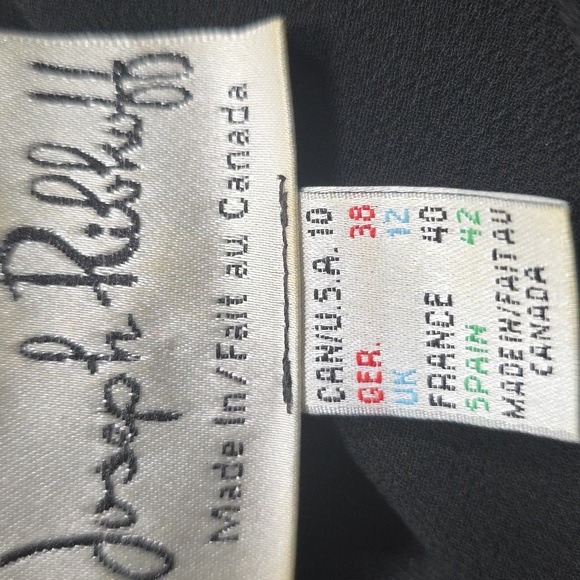 Joseph Ribkoff
Made In/Fait au Canada
CAN/U.S.A. 10
GER. 38
UK 12
FRANCE 40
SPAIN 42
MADE IN/FAIT AU
CANADA